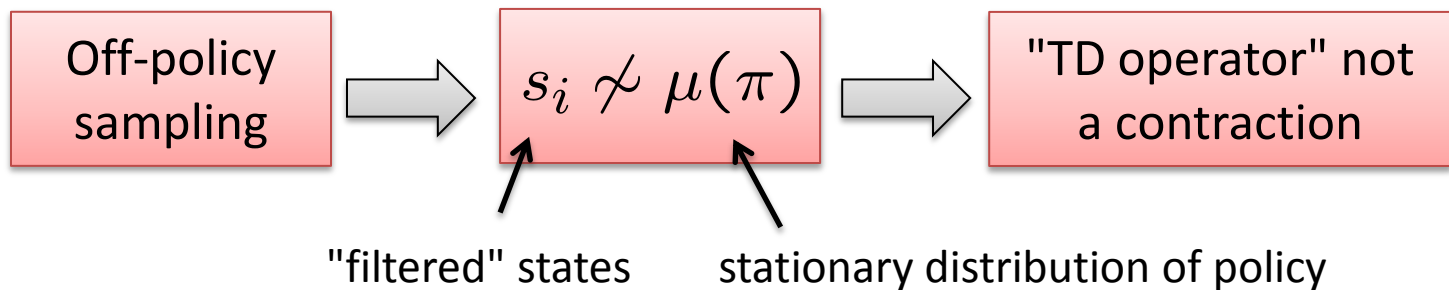 Off-policy
sampling
s_i ≁ μ(π)
"TD operator" not
a contraction
"filtered" states
stationary distribution of policy